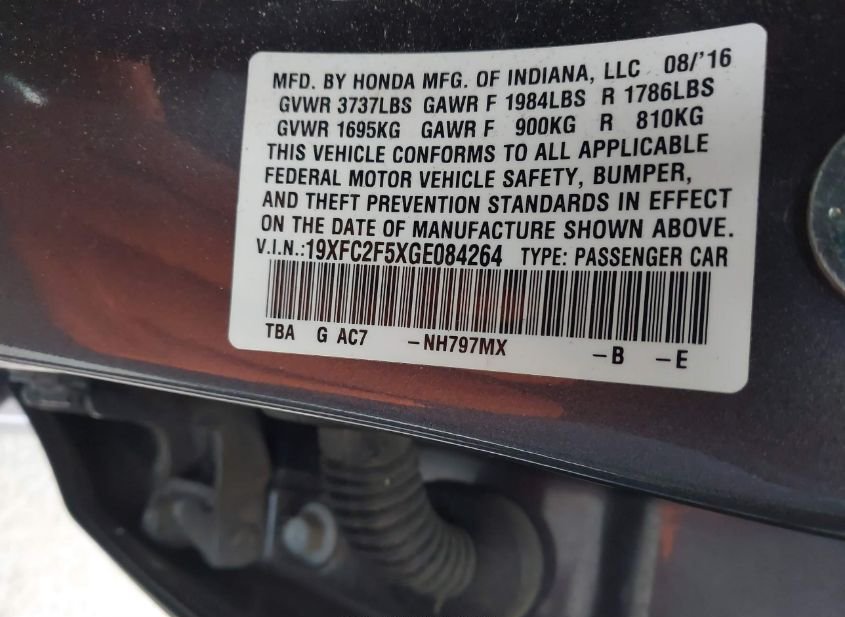 MFD. BY HONDA MFG. OF INDIANA, LLC 08/'16
GVWR 3737LBS GAWR F 1984LBS R 1786LBS
GVWR 1695KG GAWR F 900KG R 810KG
THIS VEHICLE CONFORMS TO ALL APPLICABLE
FEDERAL MOTOR VEHICLE SAFETY, BUMPER,
AND THEFT PREVENTION STANDARDS IN EFFECT
ON THE DATE OF MANUFACTURE SHOWN ABOVE.
V.I.N.:19XFC2F5XGE084264 TYPE: PASSENGER CAR
TBA G AC7 -NH797MX -B -E